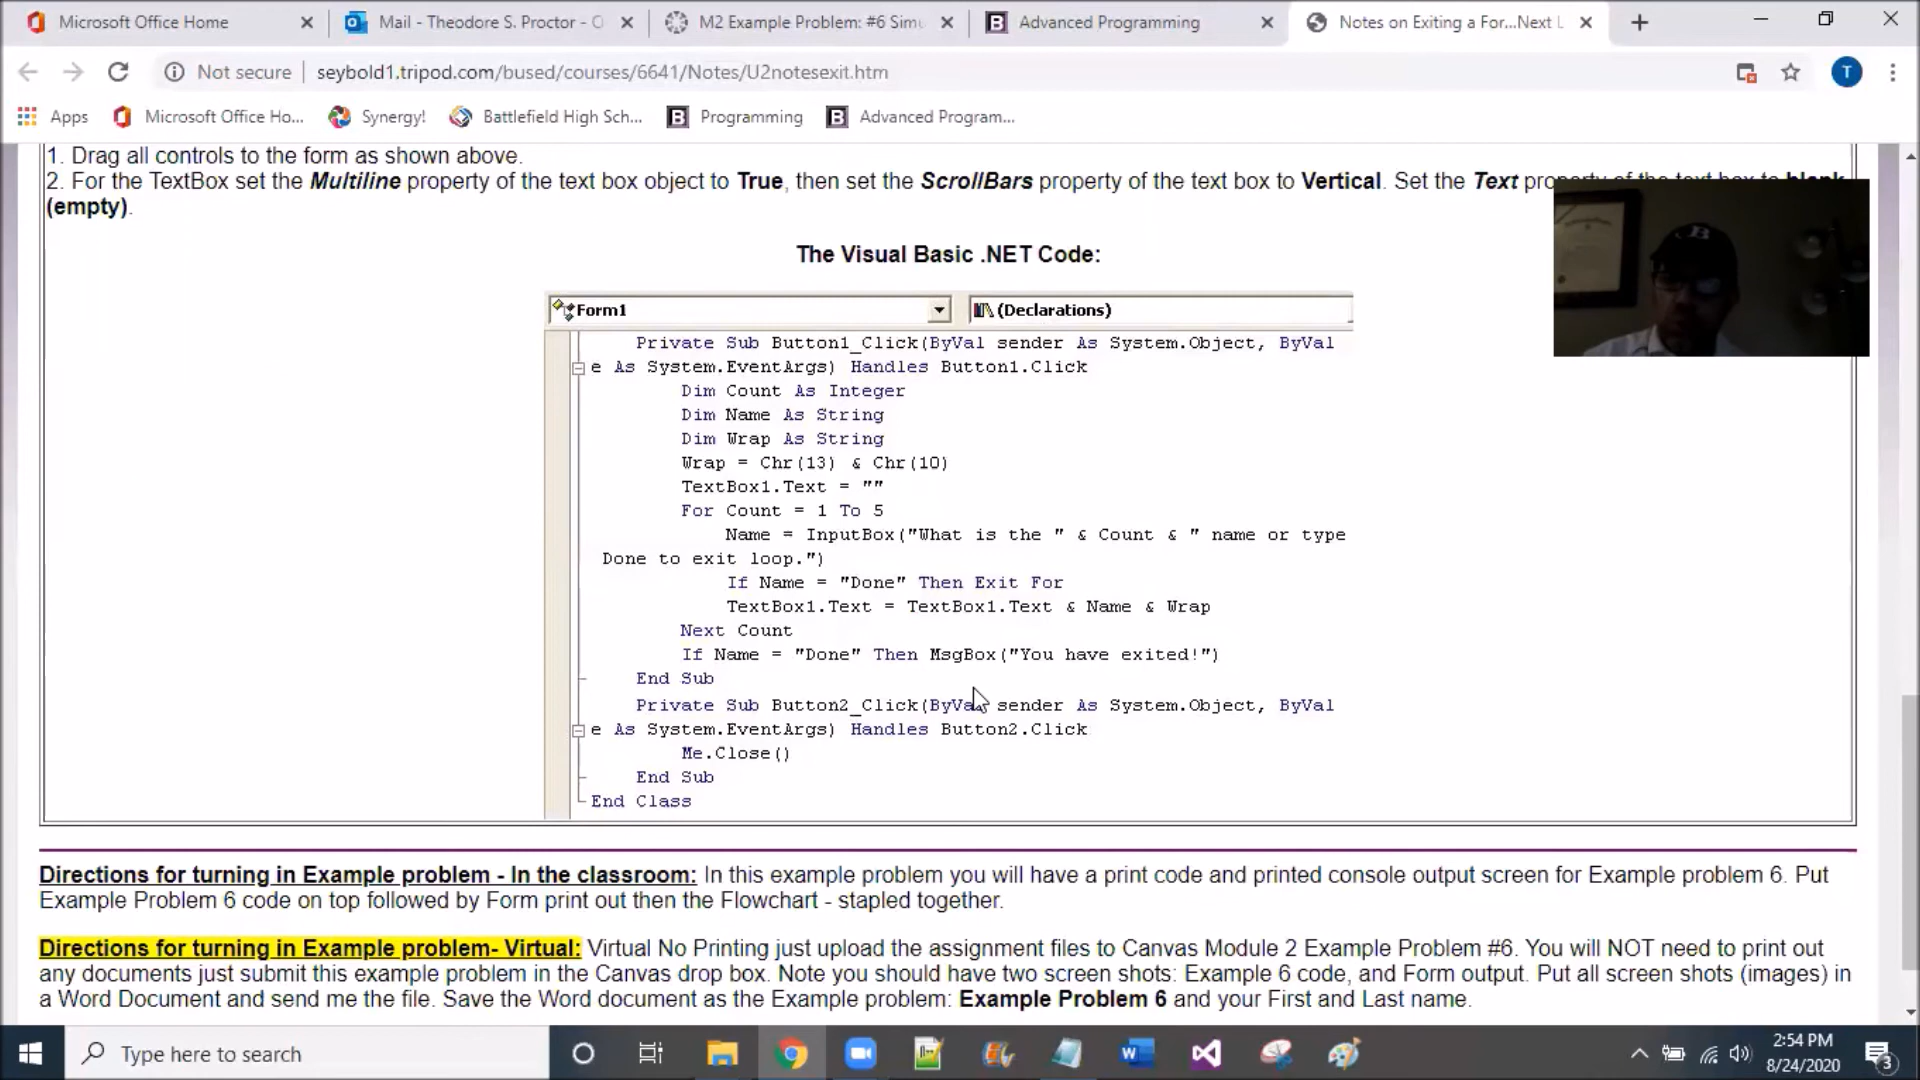 Microsoft Office Home
Mail - Theodore S. Proctor - O
M2 Example Problem: #6 Simu
Advanced Programming
Notes on Exiting a For...Next L
Not secure
seybold1.tripod.com/bused/courses/6641/Notes/U2notesexit.htm
T
Apps
Microsoft Office Ho...
Synergy!
Battlefield High Sch...
B
Programming
B
Advanced Program...
1. Drag all controls to the form as shown above.
2. For the TextBox set the Multiline property of the text box object to True, then set the ScrollBars property of the text box to Vertical. Set the Text property of the text box to blank
(empty).
The Visual Basic .NET Code:
Form1
(Declarations)
Private Sub Button1_Click(ByVal sender As System.Object, ByVal
e As System.EventArgs) Handles Button1.Click
Dim Count As Integer
Dim Name As String
Dim Wrap As String
Wrap = Chr(13) & Chr(10)
TextBox1.Text = ""
For Count = 1 To 5
Name = InputBox("What is the " & Count & " name or type
Done to exit loop.")
If Name = "Done" Then Exit For
TextBox1.Text = TextBox1.Text & Name & Wrap
Next Count
If Name = "Done" Then MsgBox("You have exited!")
End Sub
Private Sub Button2_Click(ByVal sender As System.Object, ByVal
e As System.EventArgs) Handles Button2.Click
Me.Close()
End Sub
End Class
Directions for turning in Example problem - In the classroom: In this example problem you will have a print code and printed console output screen for Example problem 6. Put
Example Problem 6 code on top followed by Form print out then the Flowchart - stapled together.
Directions for turning in Example problem- Virtual: Virtual No Printing just upload the assignment files to Canvas Module 2 Example Problem #6. You will NOT need to print out
any documents just submit this example problem in the Canvas drop box. Note you should have two screen shots: Example 6 code, and Form output. Put all screen shots (images) in
a Word Document and send me the file. Save the Word document as the Example problem: Example Problem 6 and your First and Last name.
Type here to search
2:54 PM
8/24/2020
3